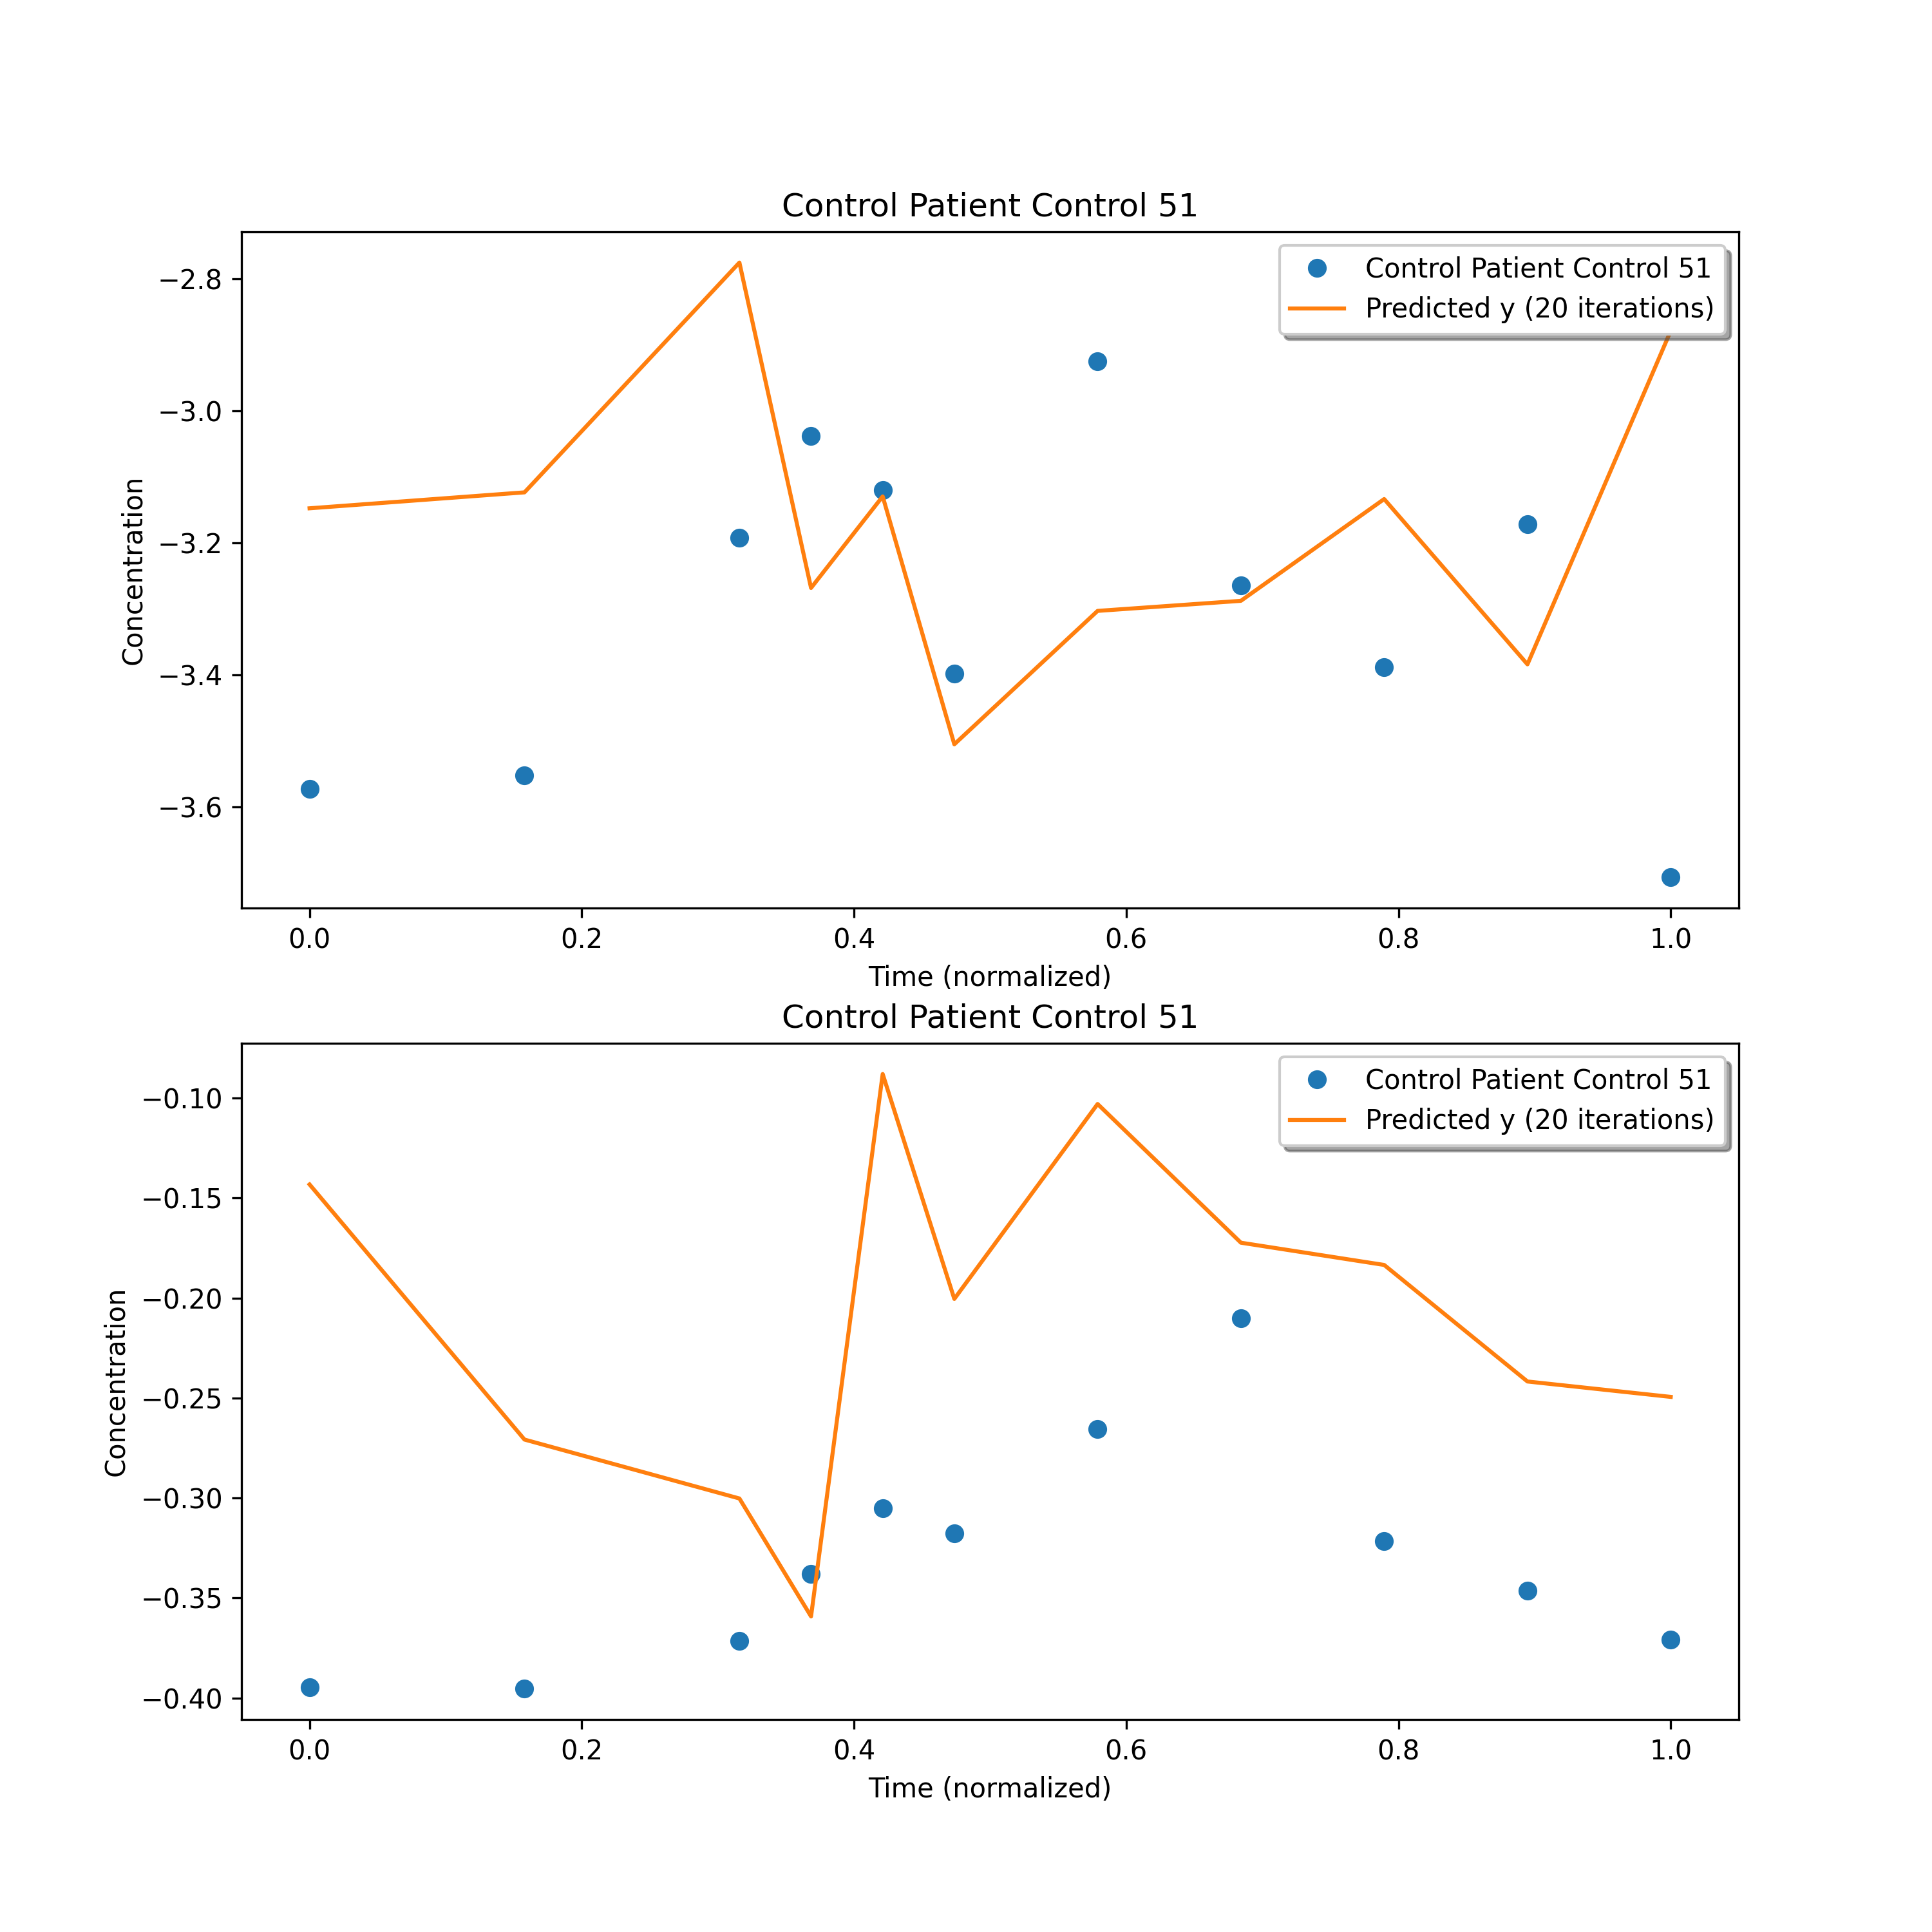 Control Patient Control 51
Control Patient Control 51
Predicted y (20 iterations)
−2.8
−3.0
−3.2
−3.4
−3.6
Concentration
0.0 0.2 0.4 0.6 0.8 1.0
Time (normalized)
Control Patient Control 51
Control Patient Control 51
Predicted y (20 iterations)
−0.10
−0.15
−0.20
−0.25
−0.30
−0.35
−0.40
Concentration
0.0 0.2 0.4 0.6 0.8 1.0
Time (normalized)